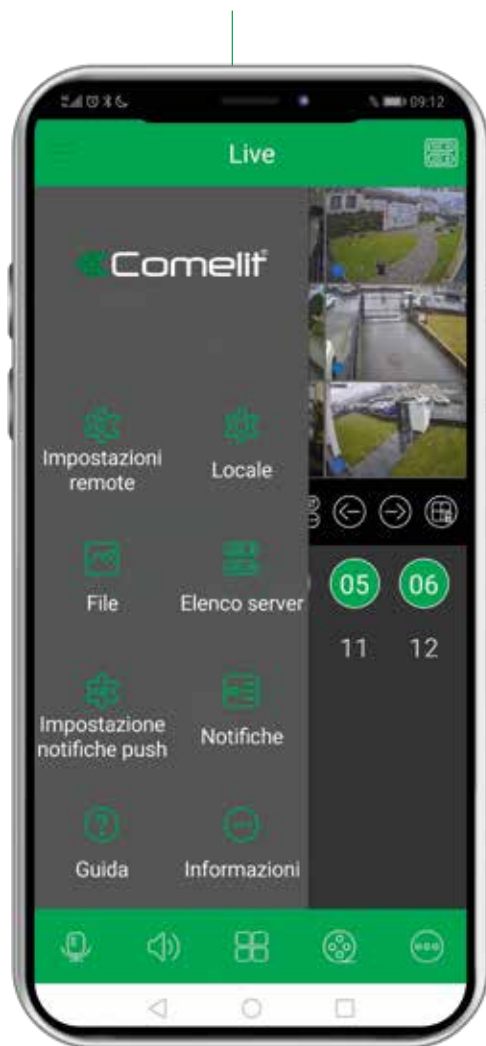 09:12
Live
Comelit
Impostazioni
remote
Locale
File
Elenco server
05
06
11
12
Impostazione
notifiche push
Notifiche
Guida
Informazioni